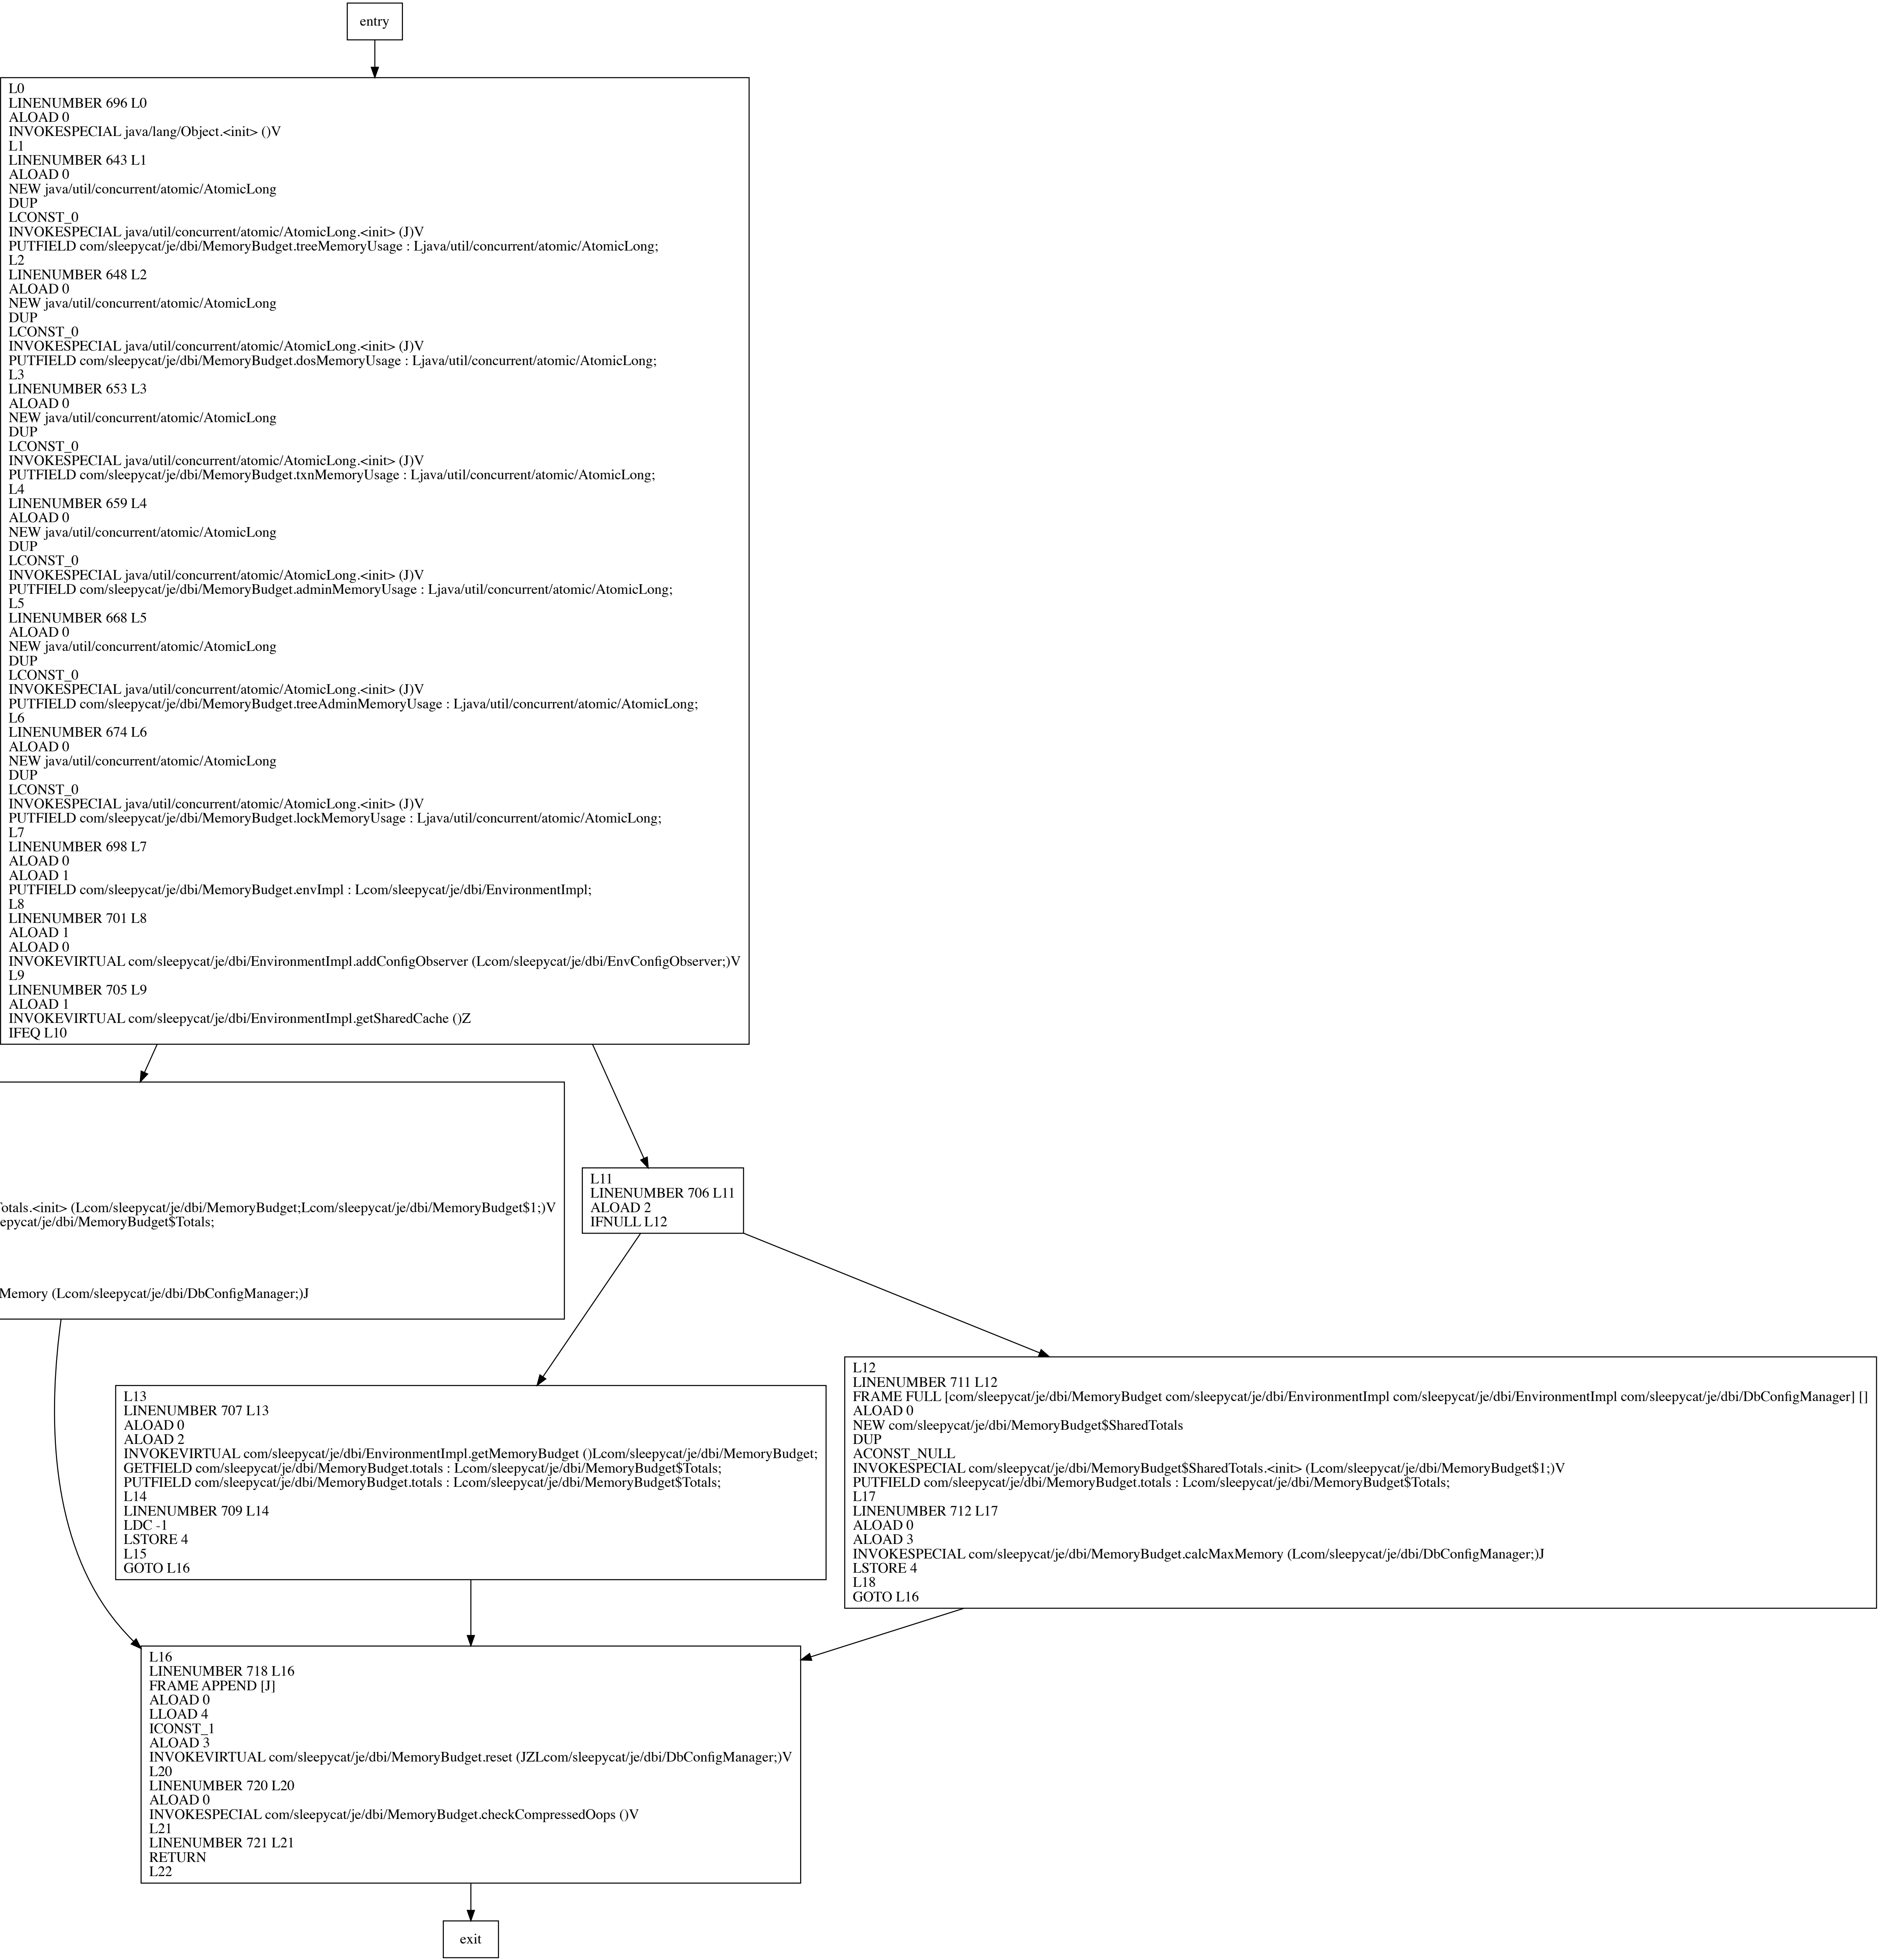 entry
L0
LINENUMBER 696 L0
ALOAD 0
INVOKESPECIAL java/lang/Object.<init> ()V
L1
LINENUMBER 643 L1
ALOAD 0
NEW java/util/concurrent/atomic/AtomicLong
DUP
LCONST_0
INVOKESPECIAL java/util/concurrent/atomic/AtomicLong.<init> (J)V
PUTFIELD com/sleepycat/je/dbi/MemoryBudget.treeMemoryUsage : Ljava/util/concurrent/atomic/AtomicLong;
L2
LINENUMBER 648 L2
ALOAD 0
NEW java/util/concurrent/atomic/AtomicLong
DUP
LCONST_0
INVOKESPECIAL java/util/concurrent/atomic/AtomicLong.<init> (J)V
PUTFIELD com/sleepycat/je/dbi/MemoryBudget.dosMemoryUsage : Ljava/util/concurrent/atomic/AtomicLong;
L3
LINENUMBER 653 L3
ALOAD 0
NEW java/util/concurrent/atomic/AtomicLong
DUP
LCONST_0
INVOKESPECIAL java/util/concurrent/atomic/AtomicLong.<init> (J)V
PUTFIELD com/sleepycat/je/dbi/MemoryBudget.txnMemoryUsage : Ljava/util/concurrent/atomic/AtomicLong;
L4
LINENUMBER 659 L4
ALOAD 0
NEW java/util/concurrent/atomic/AtomicLong
DUP
LCONST_0
INVOKESPECIAL java/util/concurrent/atomic/AtomicLong.<init> (J)V
PUTFIELD com/sleepycat/je/dbi/MemoryBudget.adminMemoryUsage : Ljava/util/concurrent/atomic/AtomicLong;
L5
LINENUMBER 668 L5
ALOAD 0
NEW java/util/concurrent/atomic/AtomicLong
DUP
LCONST_0
INVOKESPECIAL java/util/concurrent/atomic/AtomicLong.<init> (J)V
PUTFIELD com/sleepycat/je/dbi/MemoryBudget.treeAdminMemoryUsage : Ljava/util/concurrent/atomic/AtomicLong;
L6
LINENUMBER 674 L6
ALOAD 0
NEW java/util/concurrent/atomic/AtomicLong
DUP
LCONST_0
INVOKESPECIAL java/util/concurrent/atomic/AtomicLong.<init> (J)V
PUTFIELD com/sleepycat/je/dbi/MemoryBudget.lockMemoryUsage : Ljava/util/concurrent/atomic/AtomicLong;
L7
LINENUMBER 698 L7
ALOAD 0
ALOAD 1
PUTFIELD com/sleepycat/je/dbi/MemoryBudget.envImpl : Lcom/sleepycat/je/dbi/EnvironmentImpl;
L8
LINENUMBER 701 L8
ALOAD 1
ALOAD 0
INVOKEVIRTUAL com/sleepycat/je/dbi/EnvironmentImpl.addConfigObserver (Lcom/sleepycat/je/dbi/EnvConfigObserver;)V
L9
LINENUMBER 705 L9
ALOAD 1
INVOKEVIRTUAL com/sleepycat/je/dbi/EnvironmentImpl.getSharedCache ()Z
IFEQ L10
otals.<init> (Lcom/sleepycat/je/dbi/MemoryBudget;Lcom/sleepycat/je/dbi/MemoryBudget$1;)V
epycat/je/dbi/MemoryBudget$Totals;
Memory (Lcom/sleepycat/je/dbi/DbConfigManager;)J
L11
LINENUMBER 706 L11
ALOAD 2
IFNULL L12
L13
LINENUMBER 707 L13
ALOAD 0
ALOAD 2
INVOKEVIRTUAL com/sleepycat/je/dbi/EnvironmentImpl.getMemoryBudget ()Lcom/sleepycat/je/dbi/MemoryBudget;
GETFIELD com/sleepycat/je/dbi/MemoryBudget.totals : Lcom/sleepycat/je/dbi/MemoryBudget$Totals;
PUTFIELD com/sleepycat/je/dbi/MemoryBudget.totals : Lcom/sleepycat/je/dbi/MemoryBudget$Totals;
L14
LINENUMBER 709 L14
LDC -1
LSTORE 4
L15
GOTO L16
L12
LINENUMBER 711 L12
FRAME FULL [com/sleepycat/je/dbi/MemoryBudget com/sleepycat/je/dbi/EnvironmentImpl com/sleepycat/je/dbi/EnvironmentImpl com/sleepycat/je/dbi/DbConfigManager] []
ALOAD 0
NEW com/sleepycat/je/dbi/MemoryBudget$SharedTotals
DUP
ACONST_NULL
INVOKESPECIAL com/sleepycat/je/dbi/MemoryBudget$SharedTotals.<init> (Lcom/sleepycat/je/dbi/MemoryBudget$1;)V
PUTFIELD com/sleepycat/je/dbi/MemoryBudget.totals : Lcom/sleepycat/je/dbi/MemoryBudget$Totals;
L17
LINENUMBER 712 L17
ALOAD 0
ALOAD 3
INVOKESPECIAL com/sleepycat/je/dbi/MemoryBudget.calcMaxMemory (Lcom/sleepycat/je/dbi/DbConfigManager;)J
LSTORE 4
L18
GOTO L16
L16
LINENUMBER 718 L16
FRAME APPEND [J]
ALOAD 0
LLOAD 4
ICONST_1
ALOAD 3
INVOKEVIRTUAL com/sleepycat/je/dbi/MemoryBudget.reset (JZLcom/sleepycat/je/dbi/DbConfigManager;)V
L20
LINENUMBER 720 L20
ALOAD 0
INVOKESPECIAL com/sleepycat/je/dbi/MemoryBudget.checkCompressedOops ()V
L21
LINENUMBER 721 L21
RETURN
L22
exit